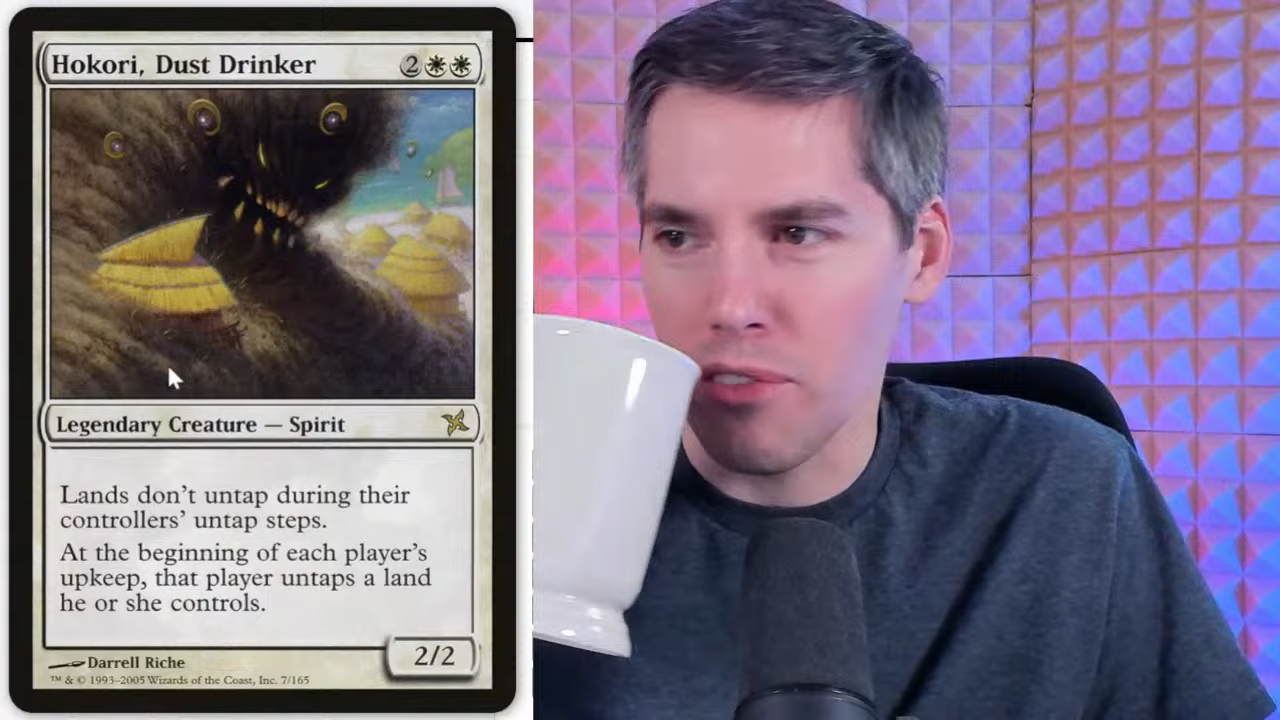 Hokori, Dust Drinker 2
Legendary Creature — Spirit
Lands don't untap during their
controllers' untap steps.
At the beginning of each player's
upkeep, that player untaps a land
he or she controls.
2/2
Darrell Riche
™ & © 1993–2005 Wizards of the Coast, Inc. 7/165